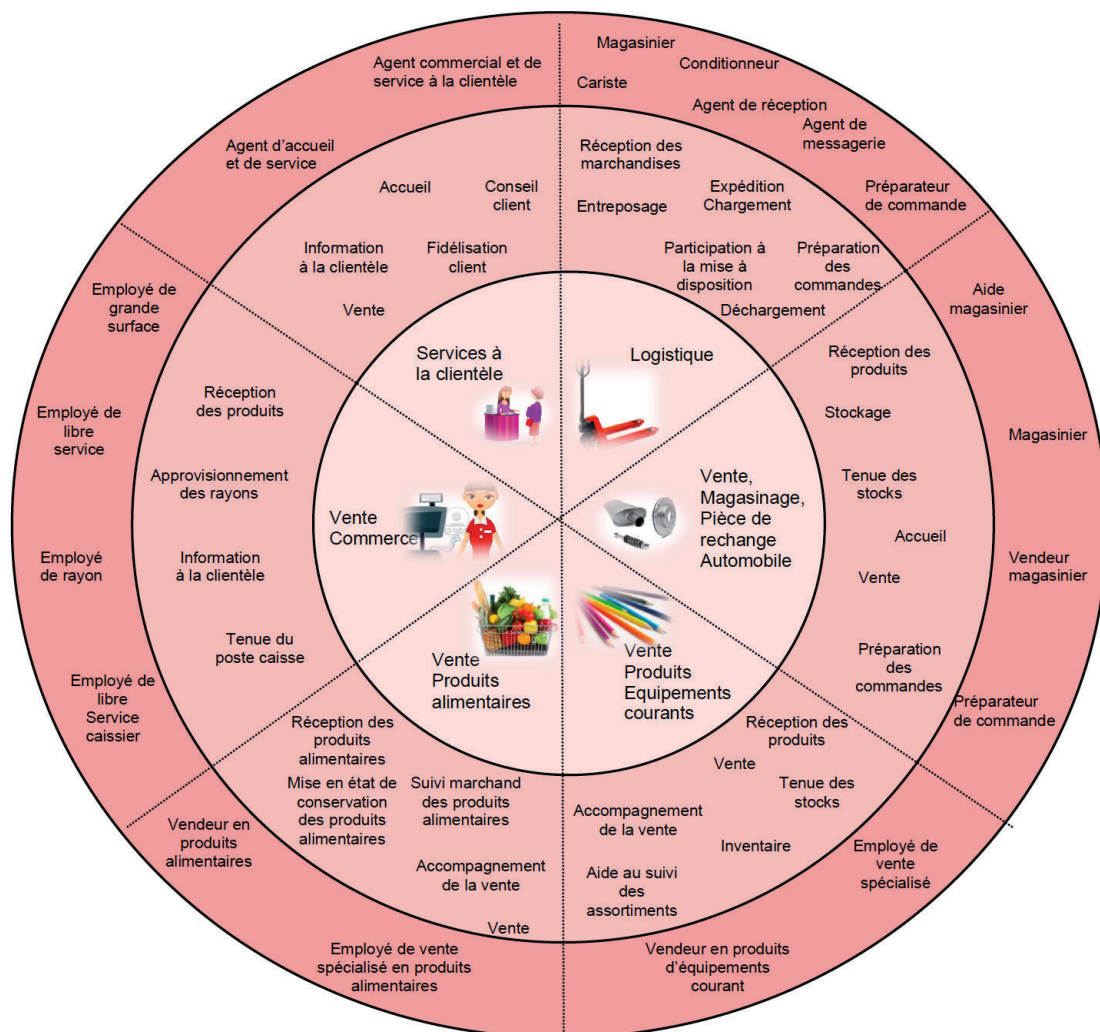 Agent commercial et de
service à la clientèle
Agent d'accueil
et de service
Magasinier
Conditionneur
Cariste
Agent de réception
Agent de
messagerie
Préparateur
de commande
Accueil
Conseil
client
Information
à la clientèle
Fidélisation
client
Vente
Réception des
marchandises
Expédition
Chargement
Entreposage
Participation à
la mise à
disposition
Préparation
des
commandes
Déchargement
Services à
la clientèle
Logistique
Employé de
grande
surface
Employé de
libre
service
Employé
de rayon
Employé de
libre
Service
caissier
Réception
des produits
Approvisionnement
des rayons
Information
à la clientèle
Tenue du
poste caisse
Vente
Commerce
Vente,
Magasinage,
Pièce de
rechange
Automobile
Réception des
produits
Stockage
Tenue des
stocks
Accueil
Vente
Préparation
des
commandes
Aide
magasinier
Magasinier
Vendeur
magasinier
Préparateur
de commande
Vente
Produits
alimentaires
Vente
Produits
Equipements
courants
Réception des
produits
alimentaires
Mise en état de
conservation
des produits
alimentaires
Suivi marchand
des produits
alimentaires
Accompagnement
de la vente
Vente
Réception des
produits
Vente
Tenue des
stocks
Accompagnement
de la vente
Inventaire
Aide au suivi
des
assortiments
Vendeur en
produits
alimentaires
Employé de vente
spécialisé en produits
alimentaires
Employé de
vente
spécialisé
Vendeur en produits
d'équipements
courant